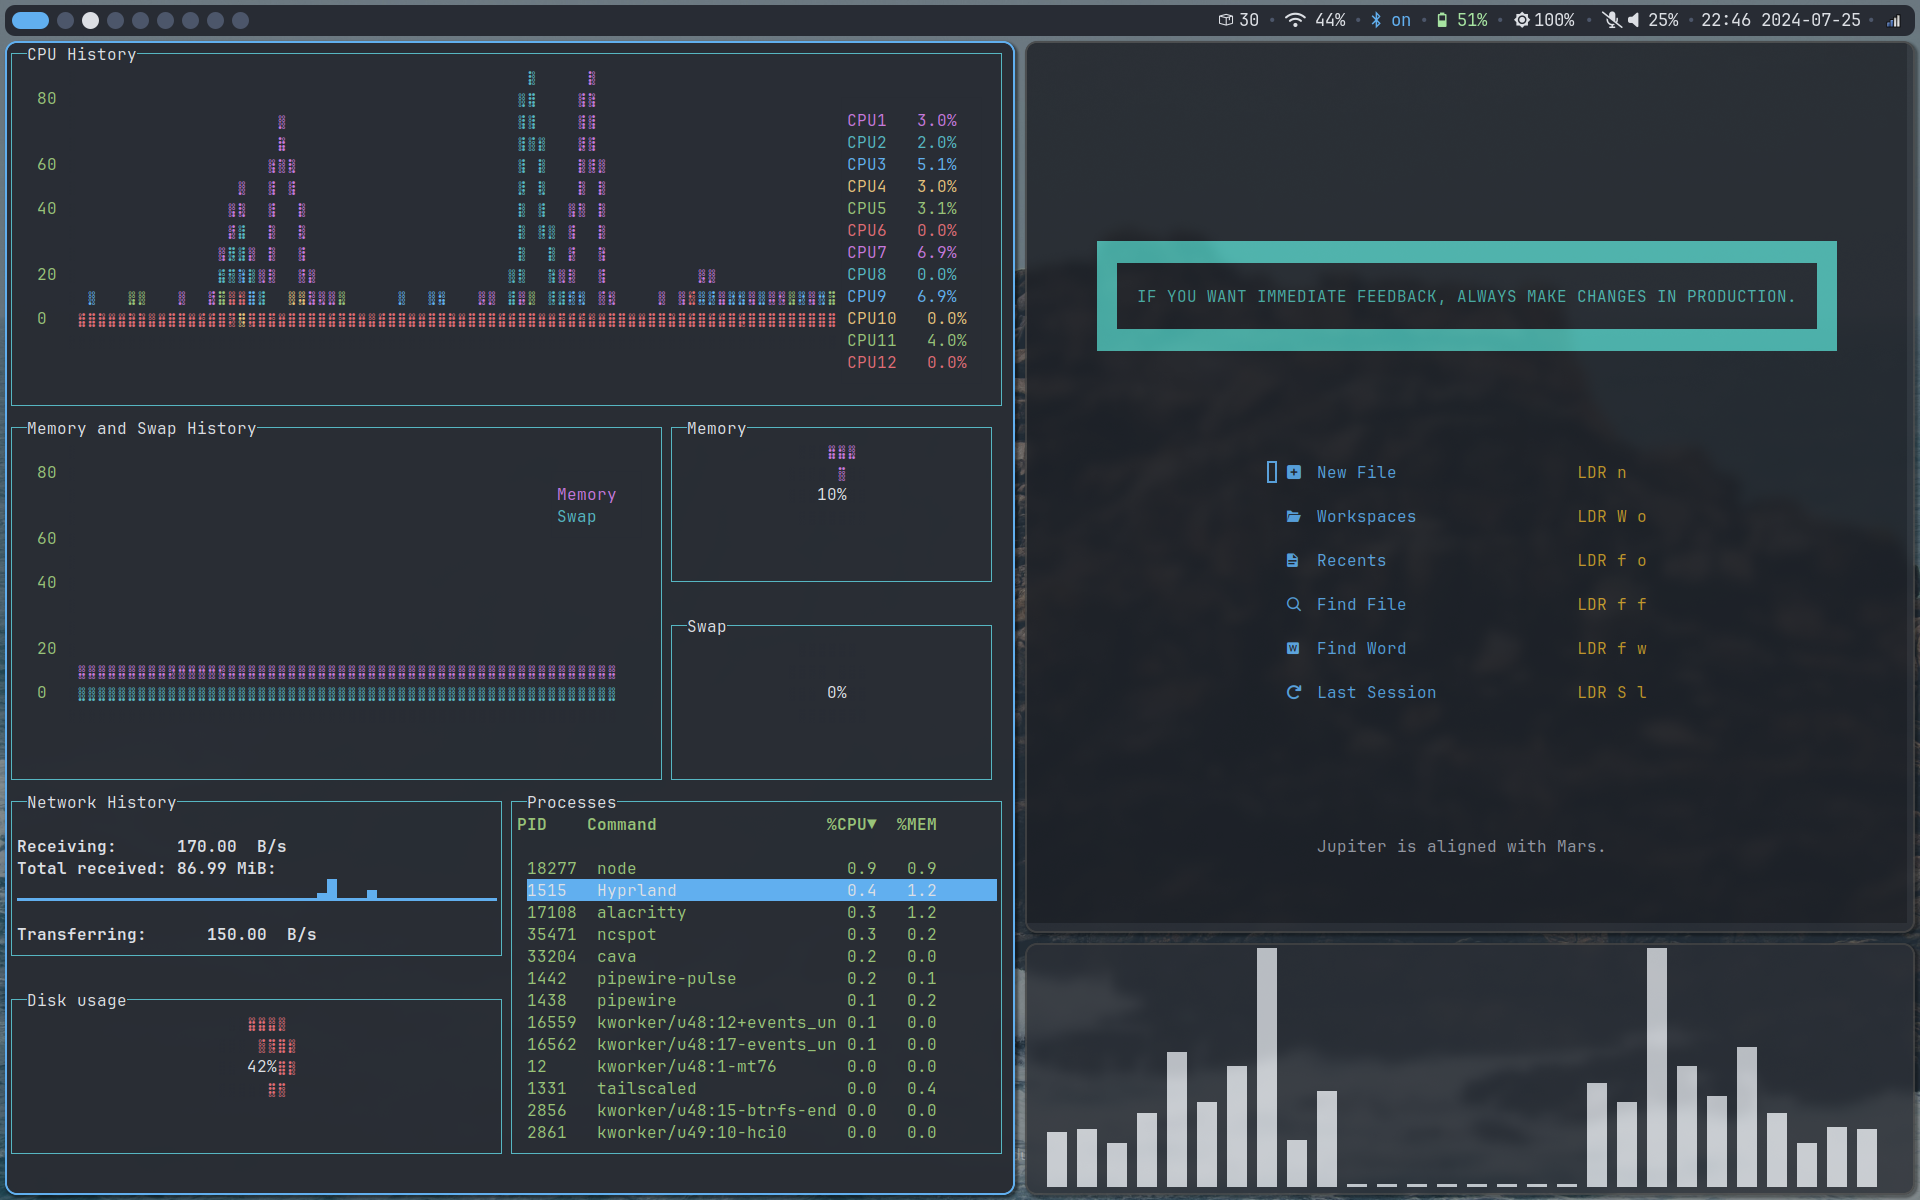 30 • 44% • on • 51% • 100% • 25% • 22:46 2024-07-25 •
CPU History
80
60
40
20
0
CPU1 3.0%
CPU2 2.0%
CPU3 5.1%
CPU4 3.0%
CPU5 3.1%
CPU6 0.0%
CPU7 6.9%
CPU8 0.0%
CPU9 6.9%
CPU10 0.0%
CPU11 4.0%
CPU12 0.0%
Memory and Swap History
80
60
40
20
0
Memory
Swap
Memory
10%
Swap
0%
Network History
Receiving: 170.00 B/s
Total received: 86.99 MiB:
Transferring: 150.00 B/s
Disk usage
42%
Processes
PID Command %CPU▼ %MEM
18277 node 0.9 0.9
1515 Hyprland 0.4 1.2
17108 alacritty 0.3 1.2
35471 ncspot 0.3 0.2
33204 cava 0.2 0.0
1442 pipewire-pulse 0.2 0.1
1438 pipewire 0.1 0.2
16559 kworker/u48:12+events_un 0.1 0.0
16562 kworker/u48:17-events_un 0.1 0.0
12 kworker/u48:1-mt76 0.0 0.0
1331 tailscaled 0.0 0.4
2856 kworker/u48:15-btrfs-end 0.0 0.0
2861 kworker/u49:10-hci0 0.0 0.0
IF YOU WANT IMMEDIATE FEEDBACK, ALWAYS MAKE CHANGES IN PRODUCTION.
New File LDR n
Workspaces LDR W o
Recents LDR f o
Find File LDR f f
Find Word LDR f w
Last Session LDR S l
Jupiter is aligned with Mars.